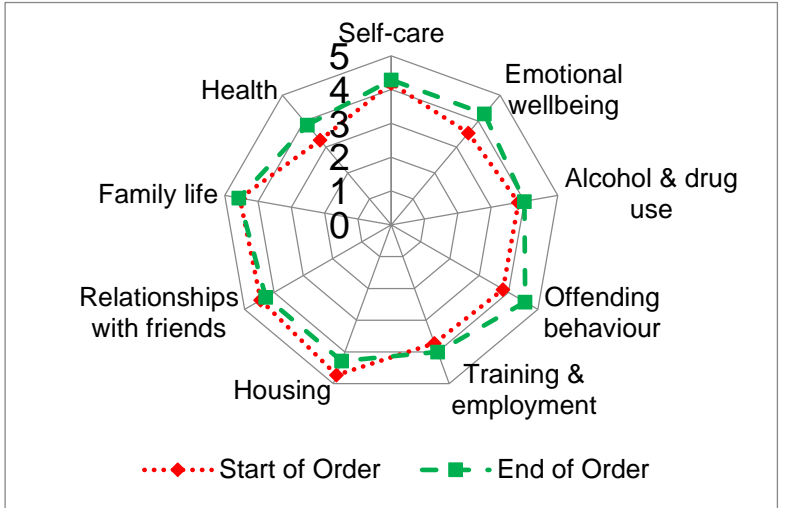 Self-care
5
4
3
2
1
0
Emotional
wellbeing
Alcohol & drug
use
Offending
behaviour
Training &
employment
Housing
Relationships
with friends
Family life
Health
Start of Order
End of Order